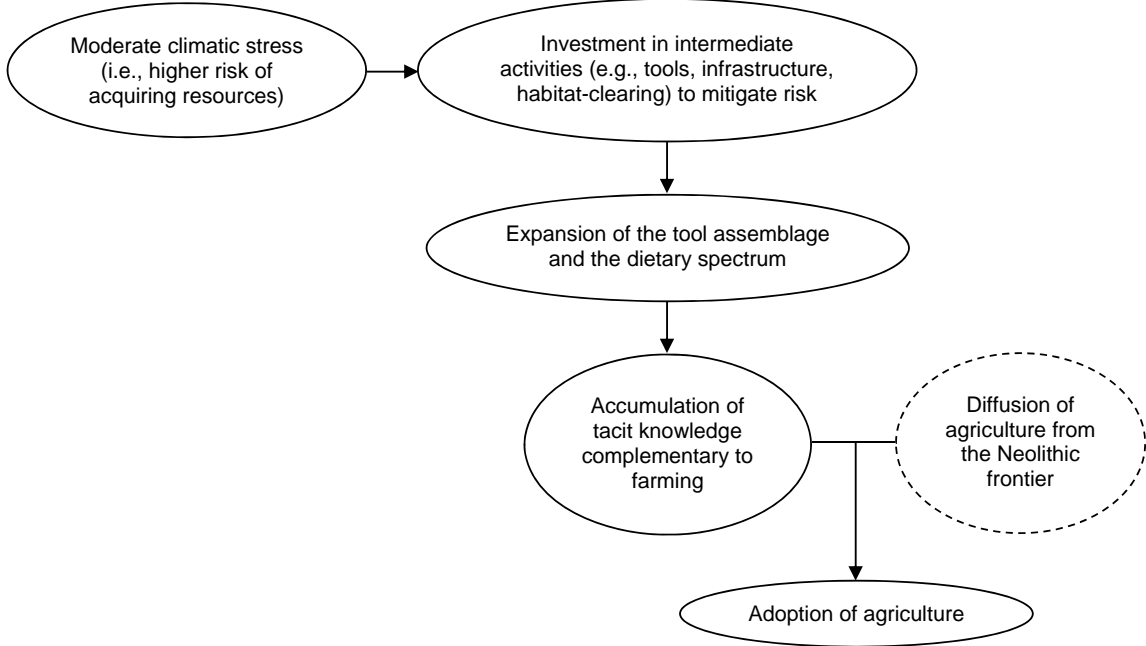 Moderate climatic stress
(i.e., higher risk of
acquiring resources)
Investment in intermediate
activities (e.g., tools, infrastructure,
habitat-clearing) to mitigate risk
Expansion of the tool assemblage
and the dietary spectrum
Accumulation of
tacit knowledge
complementary to
farming
Diffusion of
agriculture from
the Neolithic
frontier
Adoption of agriculture